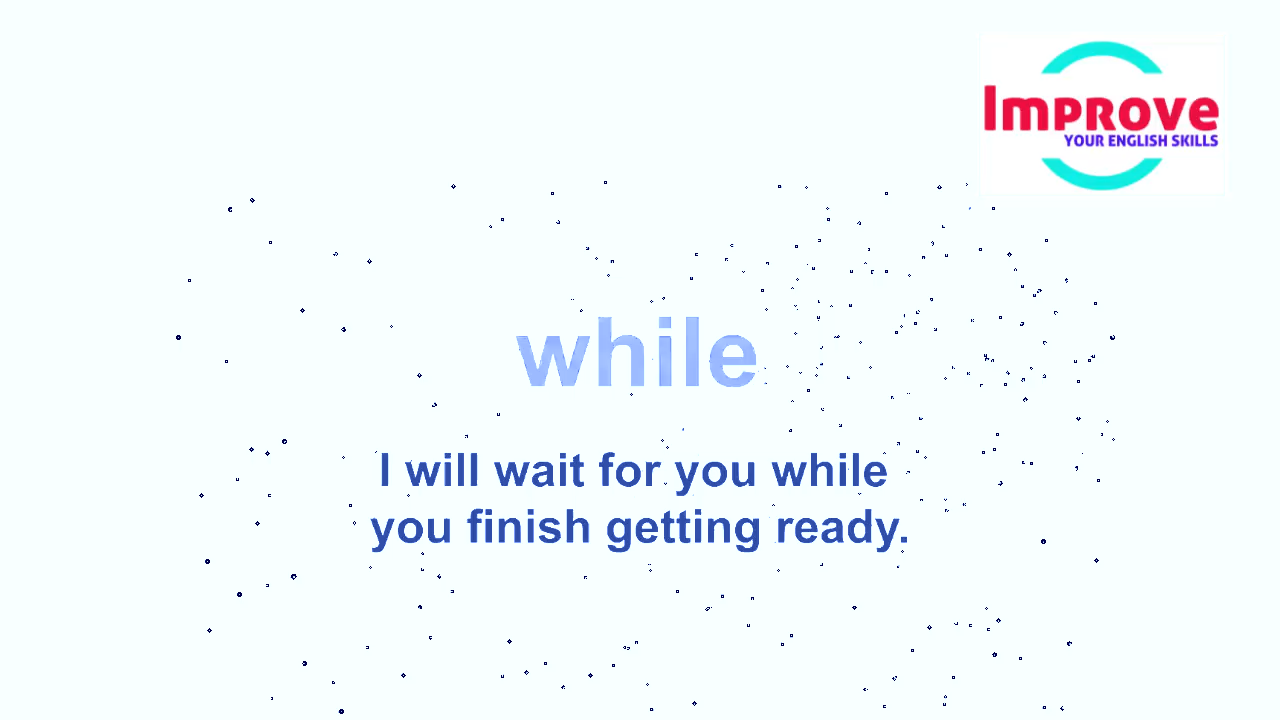 Improve
YOUR ENGLISH SKILLS
while
I will wait for you while
you finish getting ready.